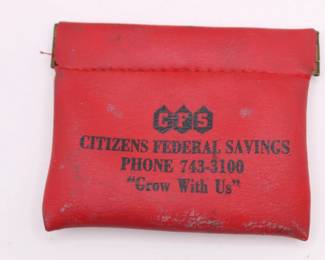 CFS
CITIZENS FEDERAL SAVINGS
PHONE 743-3100
"Grow With Us"